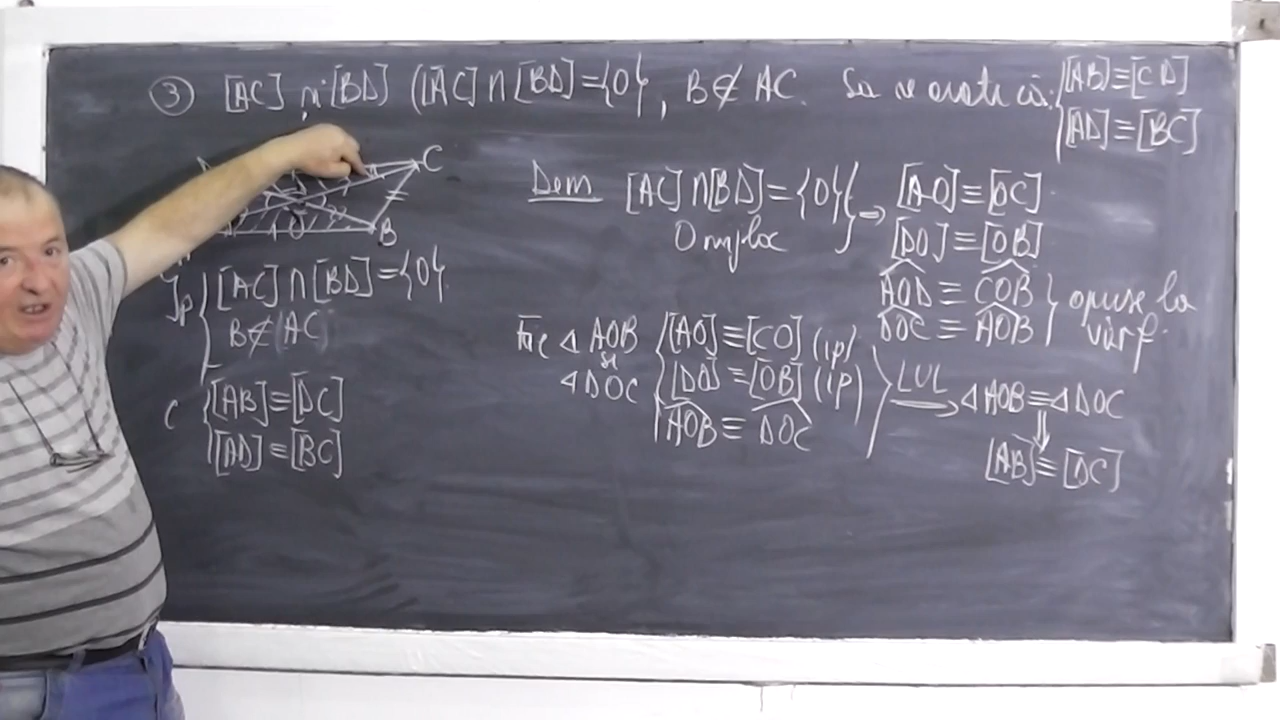 ③ [AC] și [BD] ([AC] ∩ [BD] = {O}, B ∉ AC. Să se arate că: [AB] ≡ [CD]
[AD] ≡ [BC]
C
B
Ip [AC] ∩ [BD] = {O}
B ∉ [AC]
C [AB] ≡ [DC]
[AD] ≡ [BC]
Dem [AC] ∩ [BD] = {O} ⇒ [AO] ≡ [OC]
O mijloc [DO] ≡ [OB]
AOD ≡ COB opuse la
DOC ≡ AOB vârf
Fie △ AOB [AO] ≡ [CO] (ip)
și
△ DOC [DO] ≡ [OB] (ip)
AOB ≡ DOC
LUL ⇒ △ AOB ≡ △ DOC
⇓
[AB] ≡ [DC]